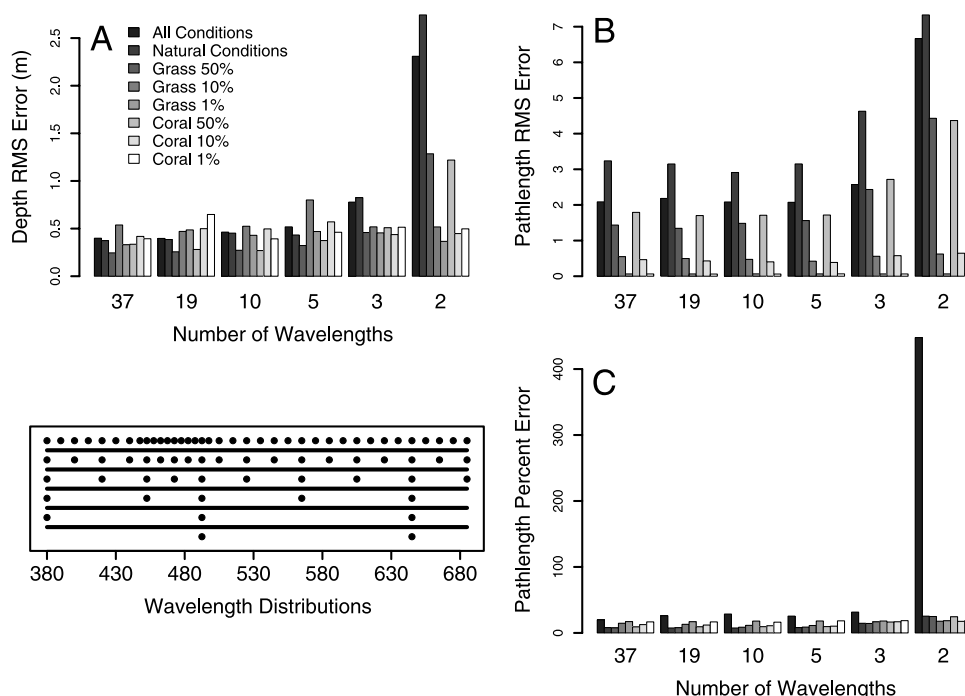 A
All Conditions
Natural Conditions
Grass 50%
Grass 10%
Grass 1%
Coral 50%
Coral 10%
Coral 1%
Depth RMS Error (m)
0.0 0.5 1.0 1.5 2.0 2.5
37 19 10 5 3 2
Number of Wavelengths
B
Pathlength RMS Error
0 1 2 3 4 5 6 7
37 19 10 5 3 2
380 430 480 530 580 630 680
Wavelength Distributions
C
Pathlength Percent Error
0 100 200 300 400
37 19 10 5 3 2
Number of Wavelengths